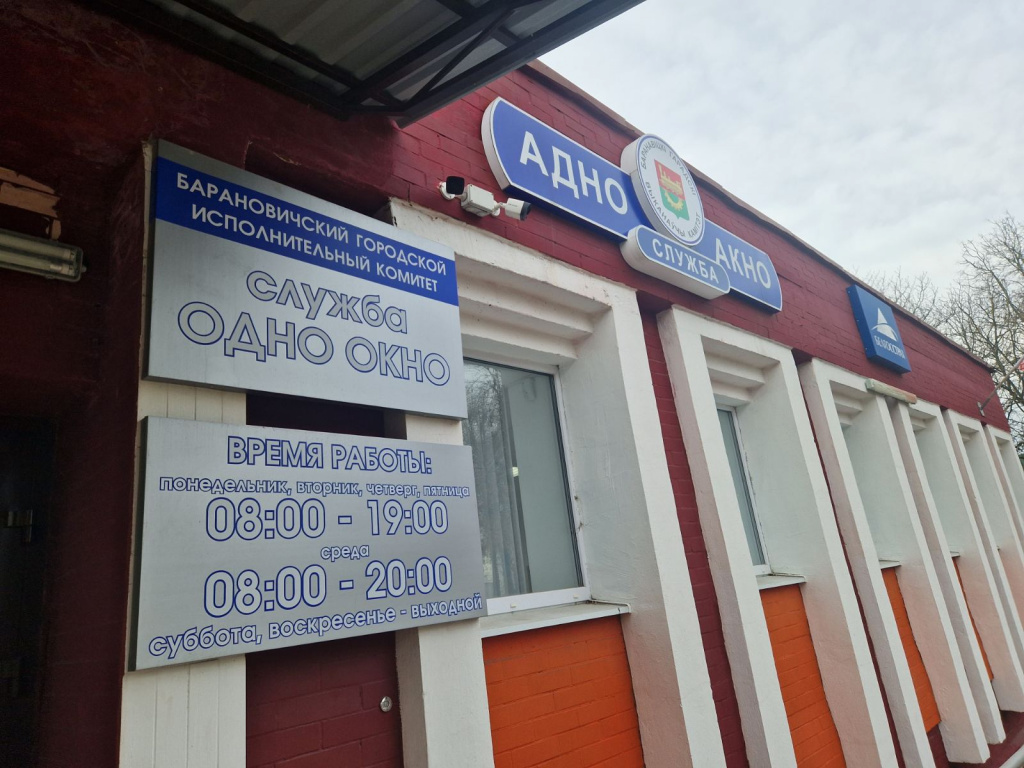 БАРАНОВИЧСКИЙ ГОРОДСКОЙ
ИСПОЛНИТЕЛЬНЫЙ КОМИТЕТ
служба
ОДНО ОКНО
ВРЕМЯ РАБОТЫ:
понедельник, вторник, четверг, пятница
08:00 - 19:00
среда
08:00 - 20:00
суббота, воскресенье - выходной
АДНО
АКНО
СЛУЖБА